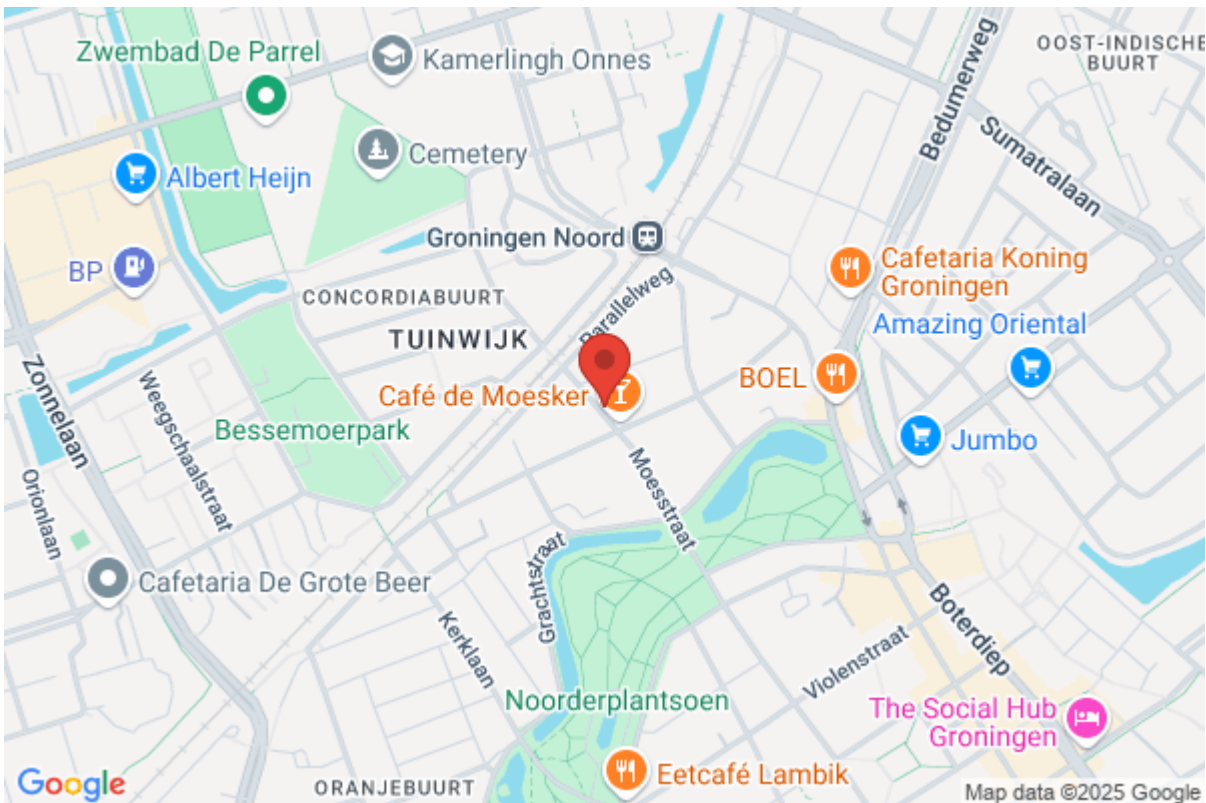 Zwembad De Parrel
Kamerlingh Onnes
OOST-INDISCHE
BUURT
Bedumerweg
Cemetery
Albert Heijn
Sumatralaan
Groningen Noord
BP
Cafetaria Koning
Groningen
CONCORDIABUURT
Parallelweg
TUINWIJK
Amazing Oriental
Zonnelaan
Weegschaalstraat
Café de Moesker
BOEL
Bessemoerpark
Jumbo
Moesstraat
Orionlaan
Grachtstraat
Cafetaria De Grote Beer
Boterdiep
Kerklaan
Violenstraat
Noorderplantsoen
The Social Hub
Groningen
Eetcafé Lambik
ORANJEBUURT
Google
Map data ©2025 Google